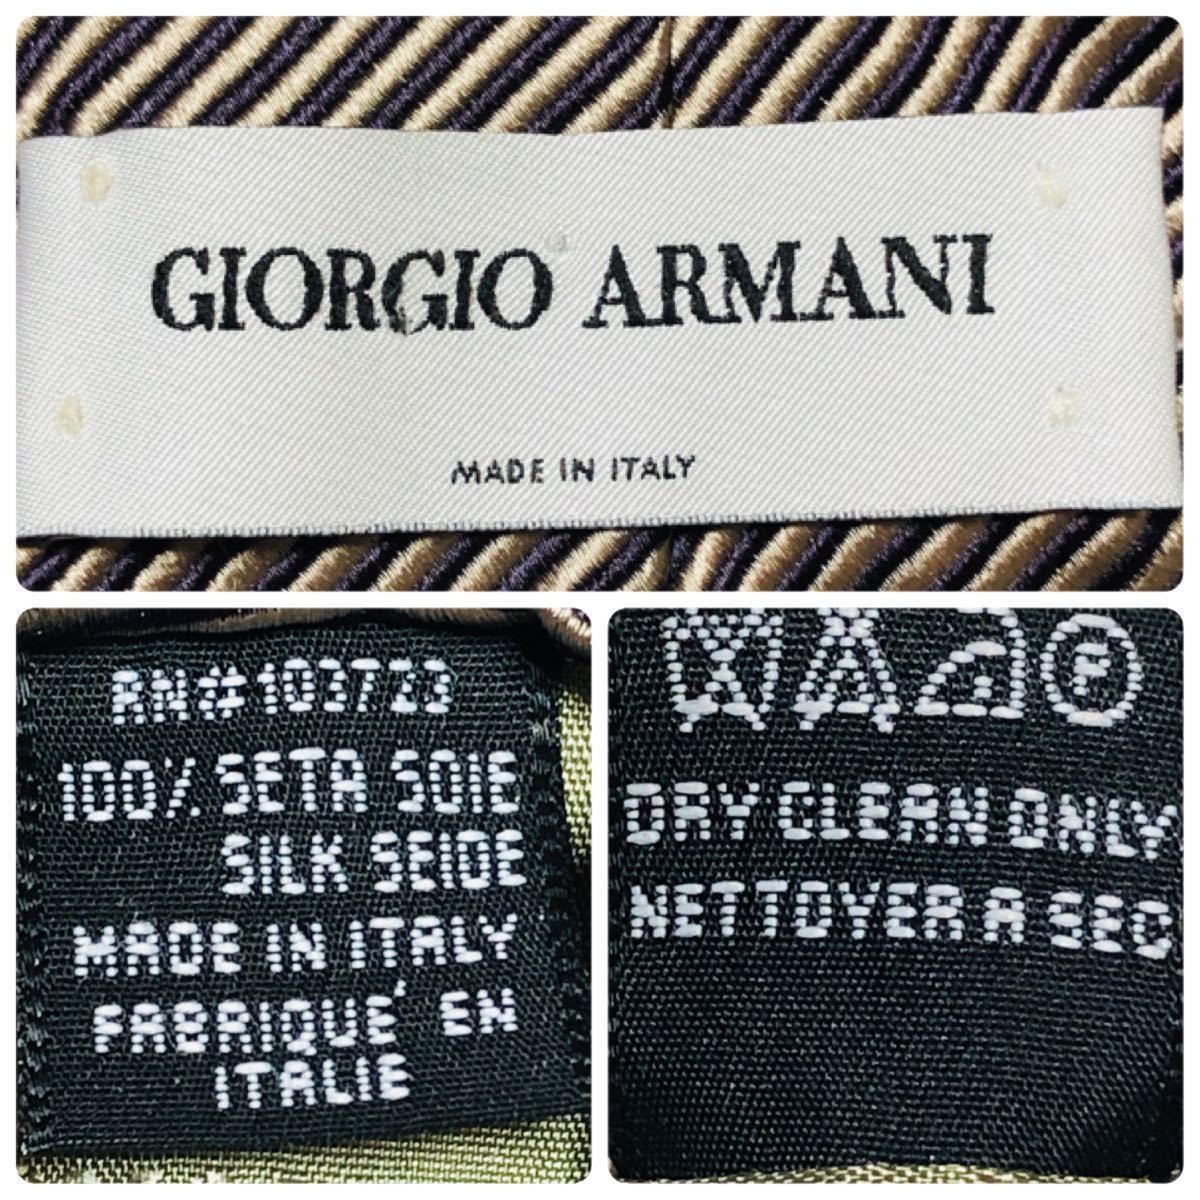 GIORGIO ARMANI
MADE IN ITALY
RN#103723
100% SETA SOIE
SILK SEIDE
MADE IN ITALY
FABRIQUE' EN
ITALIE
DRY CLEAN ONLY
NETTOYER A SEC